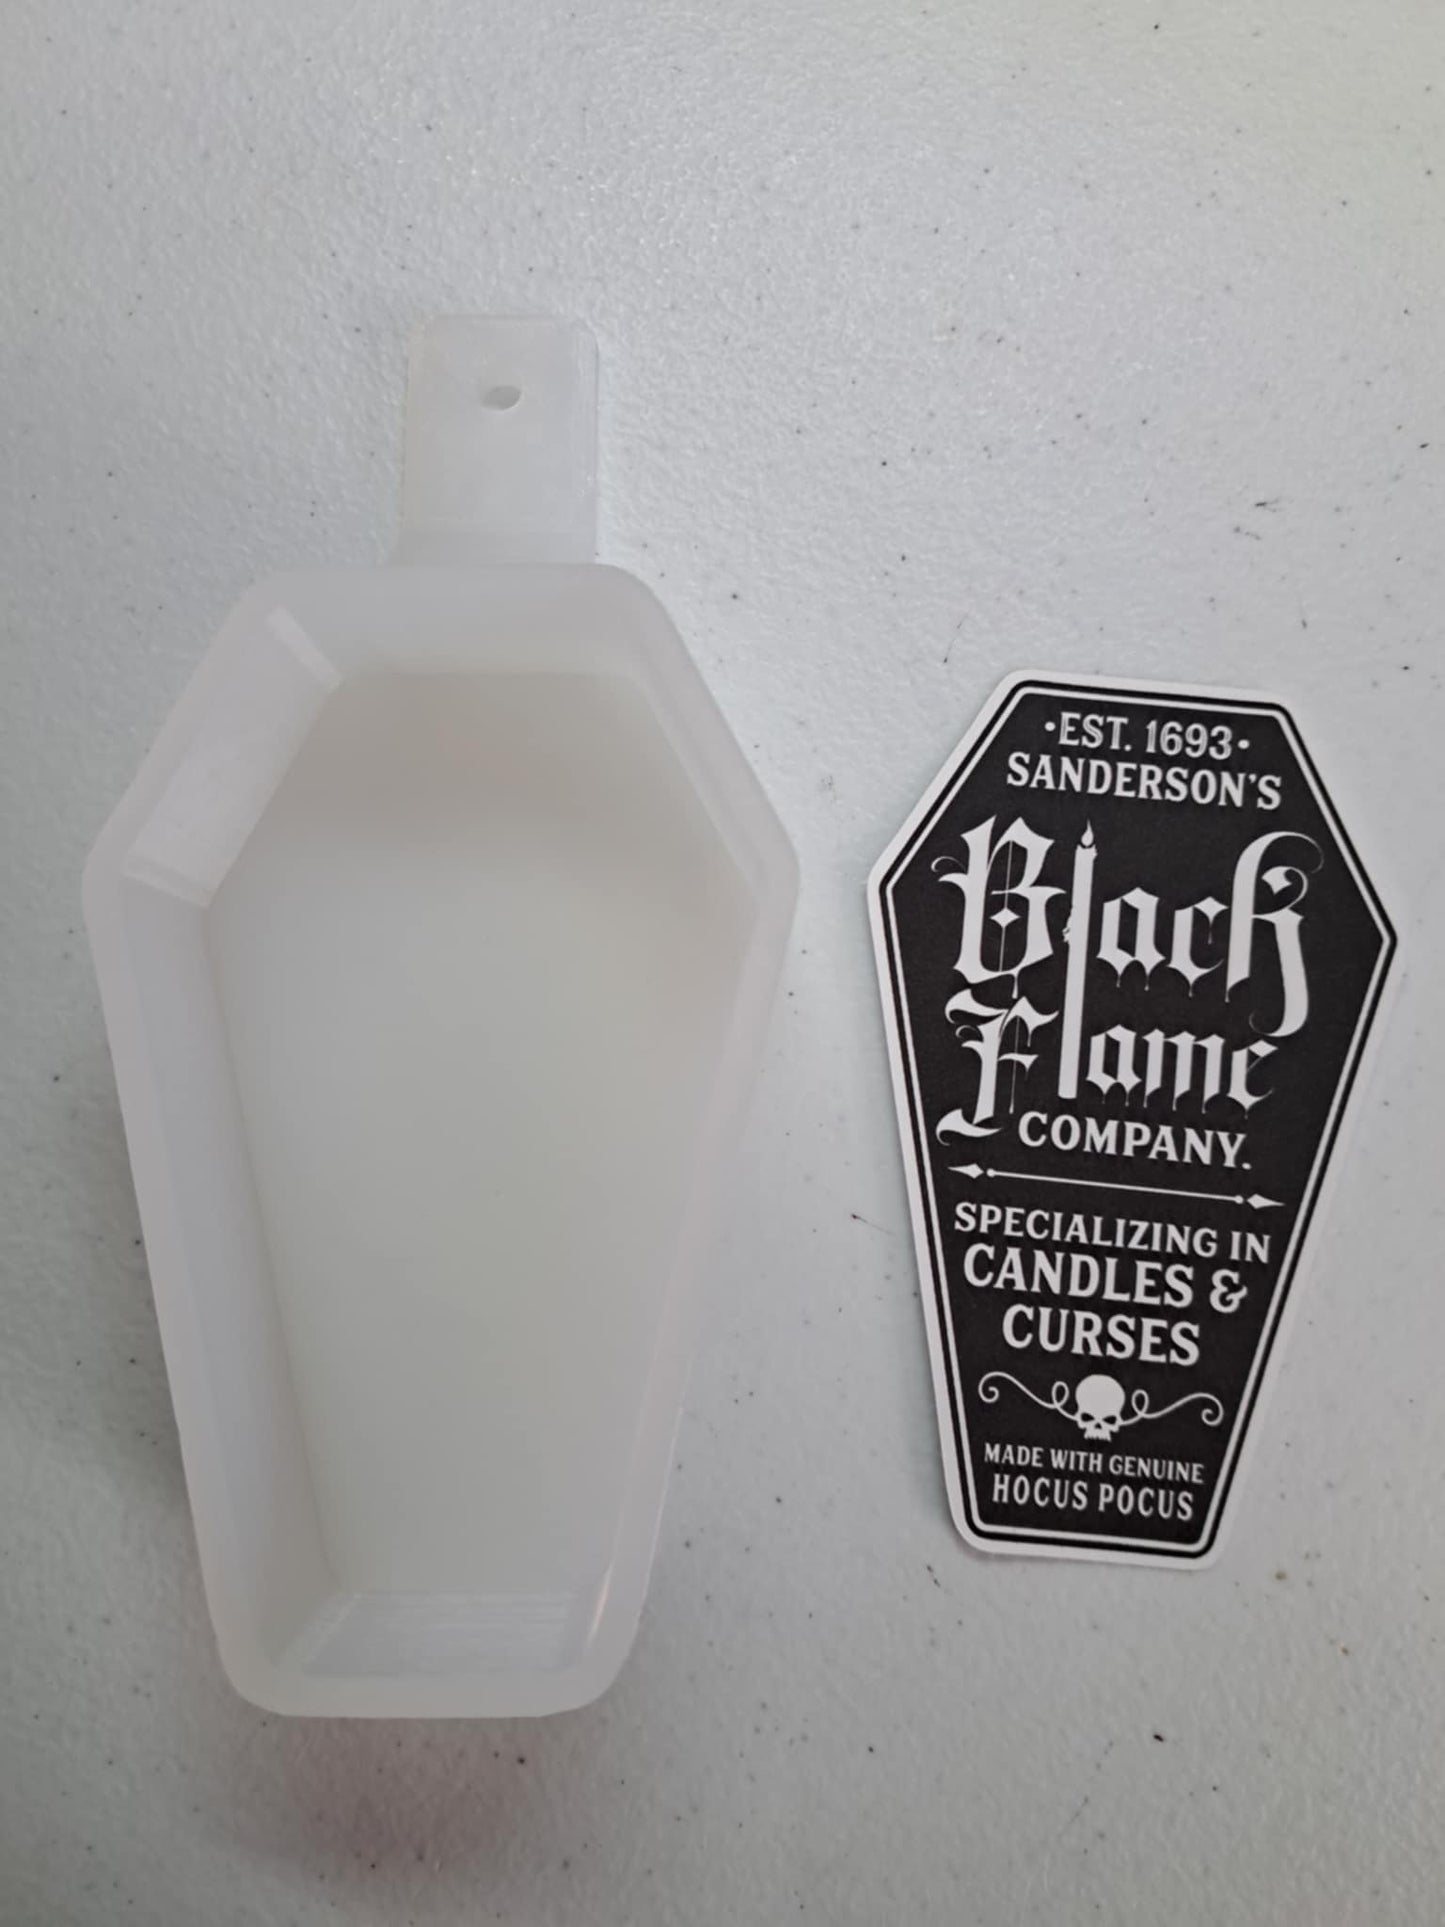 ·EST. 1693·
SANDERSON'S
Black
Flame
COMPANY.
SPECIALIZING IN
CANDLES &
CURSES
MADE WITH GENUINE
HOCUS POCUS